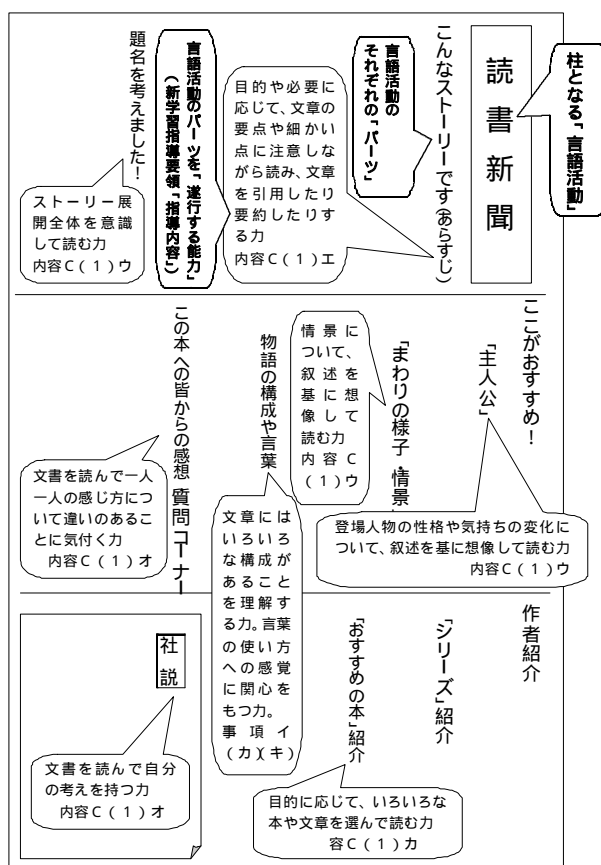 柱となる「言語活動」
読書新聞
こんなストーリーです(あらすじ)
言語活動の
それぞれの「パーツ」
目的や必要に
応じて、文章の
要点や細かい
点に注意しな
がら読み、文章
を引用したり
要約したりす
る力
内容C(1)エ
言語活動のパーツを「遂行する能力」
(新学習指導要領「指導内容」)
題名を考えました!
ストーリー展
開全体を意識
して読む力
内容C(1)ウ
ここがおすすめ!
「主人公」
登場人物の性格や気持ちの変化に
ついて、叙述を基に想像して読む力
内容C(1)ウ
「まわりの様子・情景
情景に
ついて、
叙述を
基に想
像して
読む力
内容C
(1)ウ
物語の構成や言葉
文章には
いろいろ
な構成が
あること
を理解す
る力。言葉
の使い方
への感覚
に関心を
もつ力。
事項イ
(カ)(キ)
この本への皆からの感想 質問コーナー
文書を読んで一人
一人の感じ方につ
いて違いのあるこ
とに気付く力
内容C(1)オ
作者紹介
「シリーズ」紹介
「おすすめの本」紹介
目的に応じて、いろいろな
本や文章を選んで読む力
容C(1)カ
社説
文書を読んで自分
の考えを持つ力
内容C(1)オ